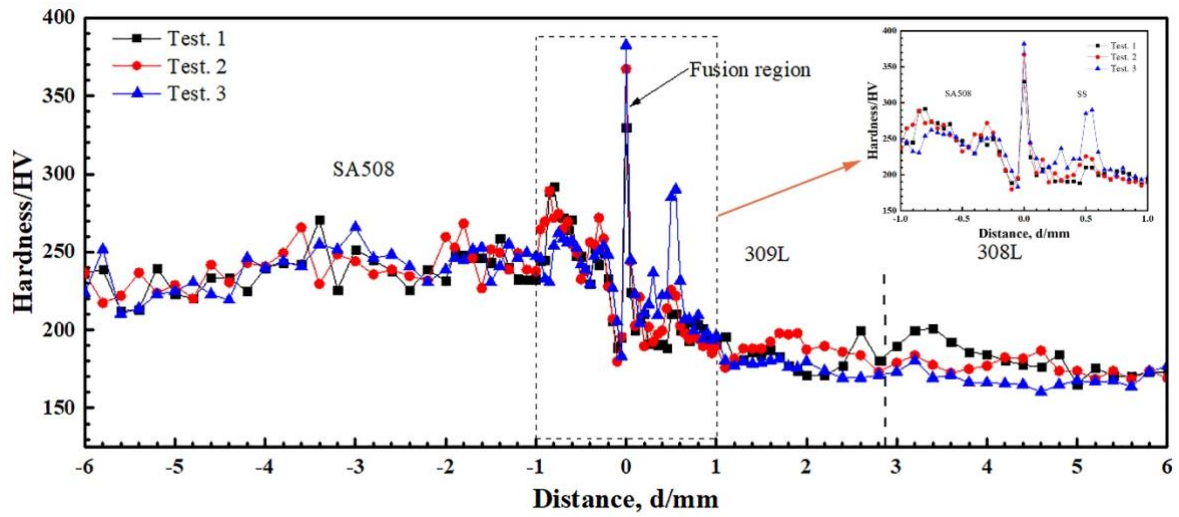 400
350
300
250
200
150
Hardness/HV
Test. 1
Test. 2
Test. 3
SA508
Fusion region
309L
308L
-6 -5 -4 -3 -2 -1 0 1 2 3 4 5 6
Distance, d/mm
400
350
300
250
200
150
Hardness/HV
Test. 1
Test. 2
Test. 3
SA508
SS
-1.0 -0.5 0.0 0.5 1.0
Distance, d/mm